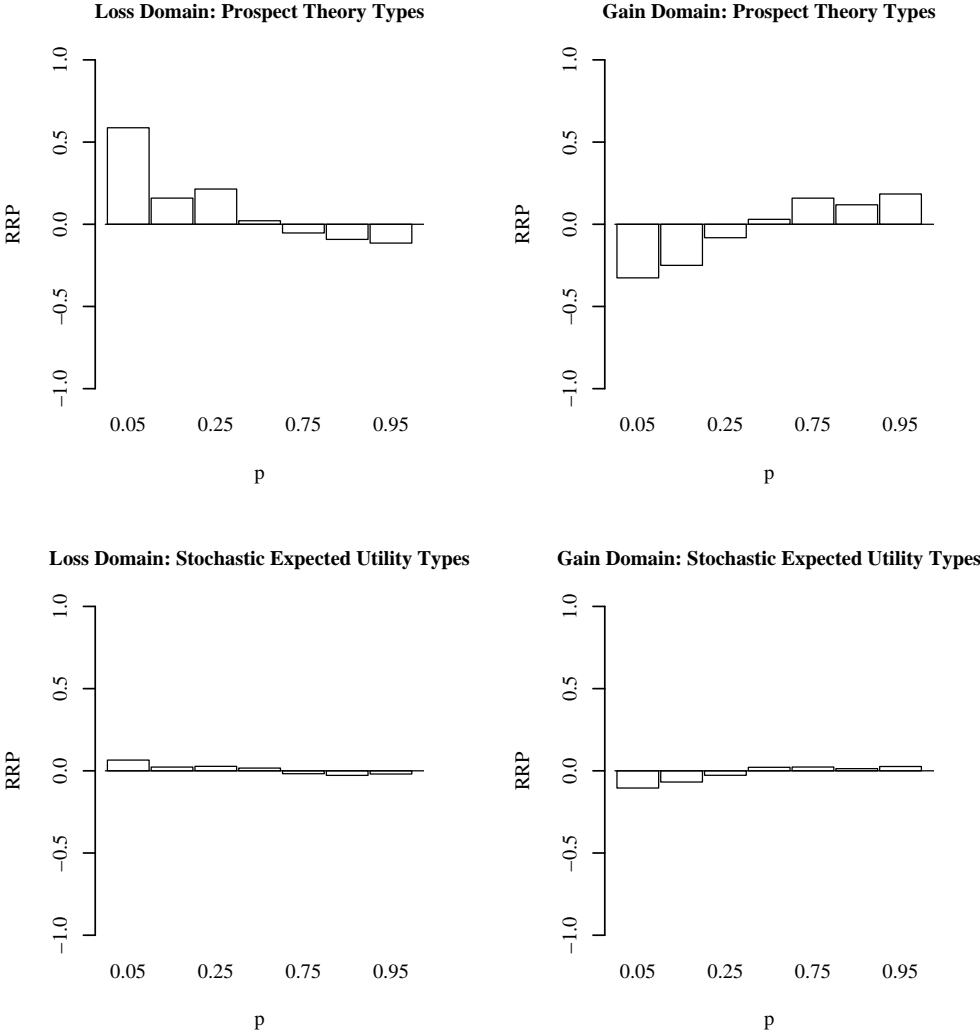 Loss Domain: Prospect Theory Types
RRP
1.0
0.5
0.0
−0.5
−1.0
0.05 0.25 0.75 0.95
p
Gain Domain: Prospect Theory Types
RRP
1.0
0.5
0.0
−0.5
−1.0
0.05 0.25 0.75 0.95
p
Loss Domain: Stochastic Expected Utility Types
RRP
1.0
0.5
0.0
−0.5
−1.0
0.05 0.25 0.75 0.95
p
Gain Domain: Stochastic Expected Utility Types
RRP
1.0
0.5
0.0
−0.5
−1.0
0.05 0.25 0.75 0.95
p